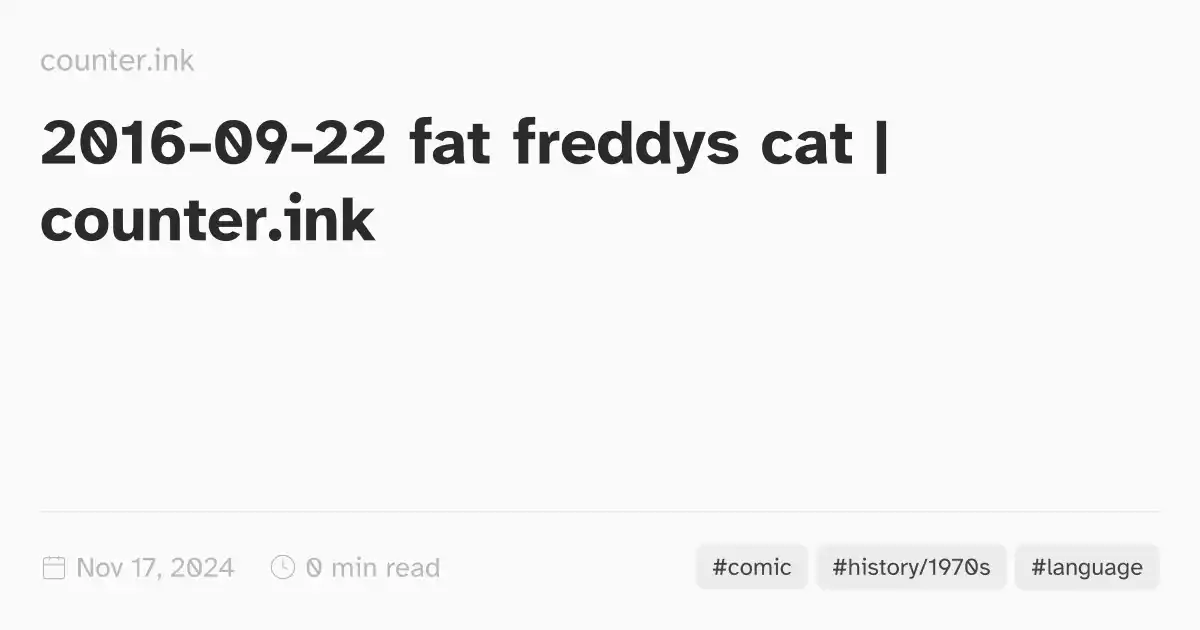 counter.ink
2016-09-22 fat freddys cat |
counter.ink
Nov 17, 2024 0 min read #comic #history/1970s #language